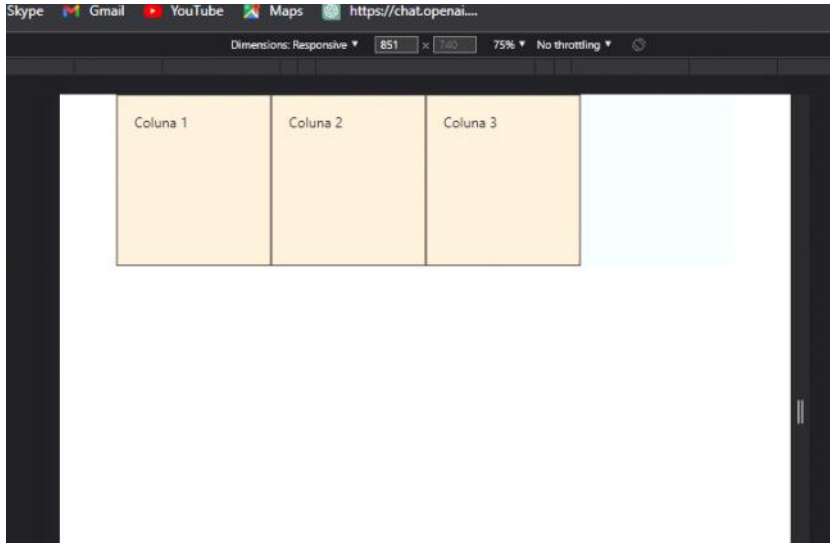 Skype Gmail YouTube Maps https://chat.openai....
Dimensions: Responsive ▼ 851 × 740 75% ▼ No throttling ▼
Coluna 1 Coluna 2 Coluna 3